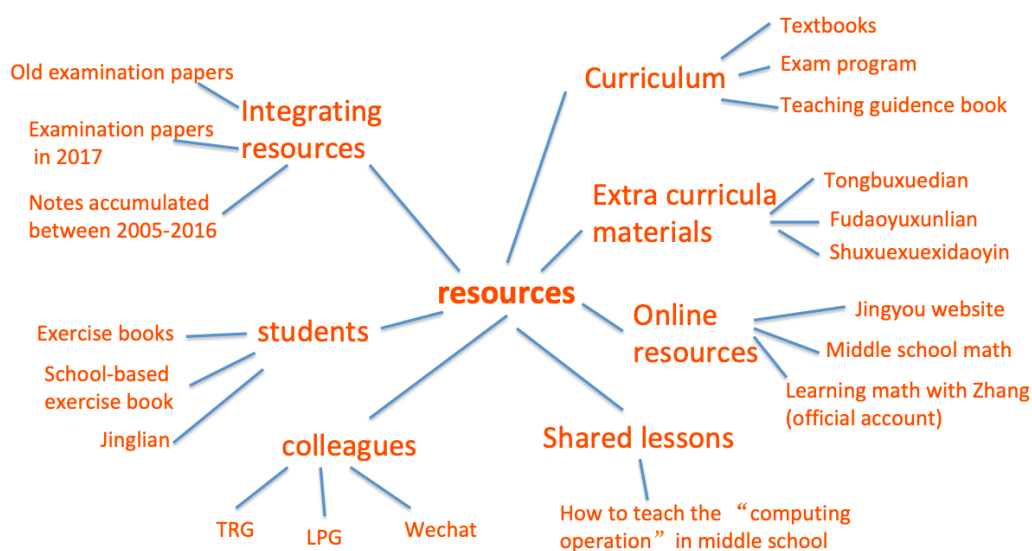 Textbooks
Curriculum
Exam program
Teaching guidence book
Old examination papers
Integrating
resources
Examination papers
in 2017
Notes accumulated
between 2005-2016
Extra curricula
materials
Tongbuxuedian
Fudaoyuxunlian
Shuxuexuexidaoyin
resources
Online
resources
Jingyou website
Middle school math
Learning math with Zhang
(official account)
students
Exercise books
School-based
exercise book
Jinglian
colleagues
TRG
LPG
Wechat
Shared lessons
How to teach the “computing
operation” in middle school